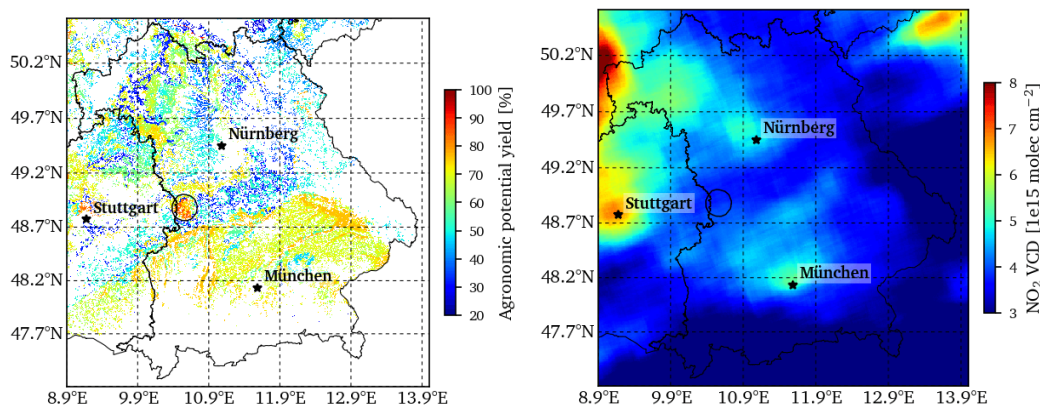 50.2°N
49.7°N
49.2°N
48.7°N
48.2°N
47.7°N
8.9°E 9.9°E 10.9°E 11.9°E 12.9°E 13.9°E
Nürnberg
Stuttgart
München
100
90
80
70
60
50
40
30
20
Agronomic potential yield [%]
50.2°N
49.7°N
49.2°N
48.7°N
48.2°N
47.7°N
8.9°E 9.9°E 10.9°E 11.9°E 12.9°E 13.9°E
Nürnberg
Stuttgart
München
8
7
6
5
4
3
NO₂ VCD [1e15 molec cm⁻²]